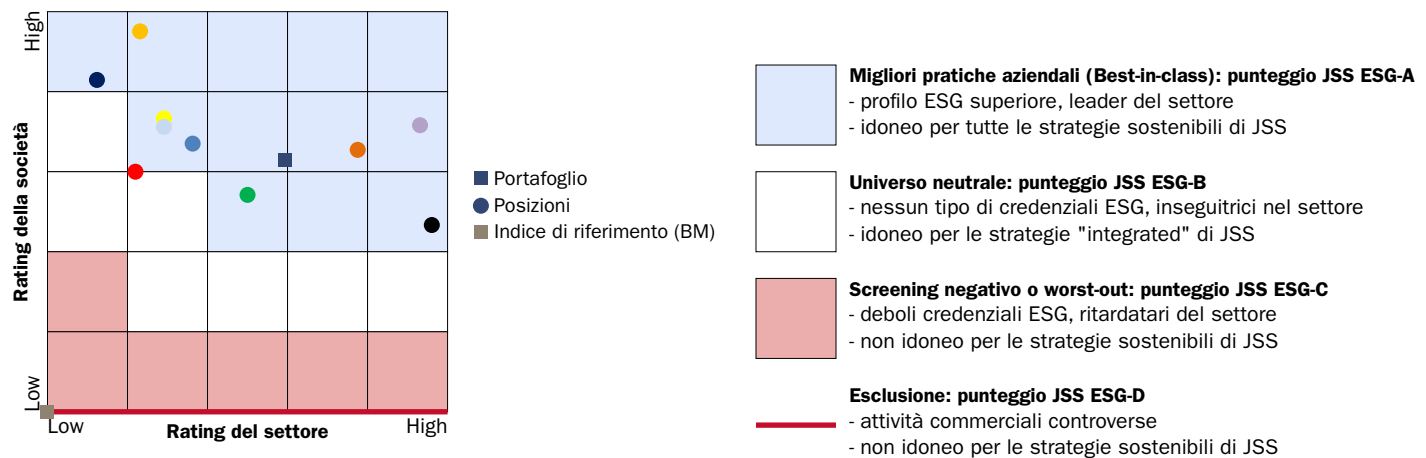 High
Rating della società
Low
Low
Rating del settore
High
Portafoglio
Posizioni
Indice di riferimento (BM)
Migliori pratiche aziendali (Best-in-class): punteggio JSS ESG-A
- profilo ESG superiore, leader del settore
- idoneo per tutte le strategie sostenibili di JSS
Universo neutrale: punteggio JSS ESG-B
- nessun tipo di credenziali ESG, inseguitrici nel settore
- idoneo per le strategie "integrated" di JSS
Screening negativo o worst-out: punteggio JSS ESG-C
- deboli credenziali ESG, ritardatari del settore
- non idoneo per le strategie sostenibili di JSS
Esclusione: punteggio JSS ESG-D
- attività commerciali controverse
- non idoneo per le strategie sostenibili di JSS